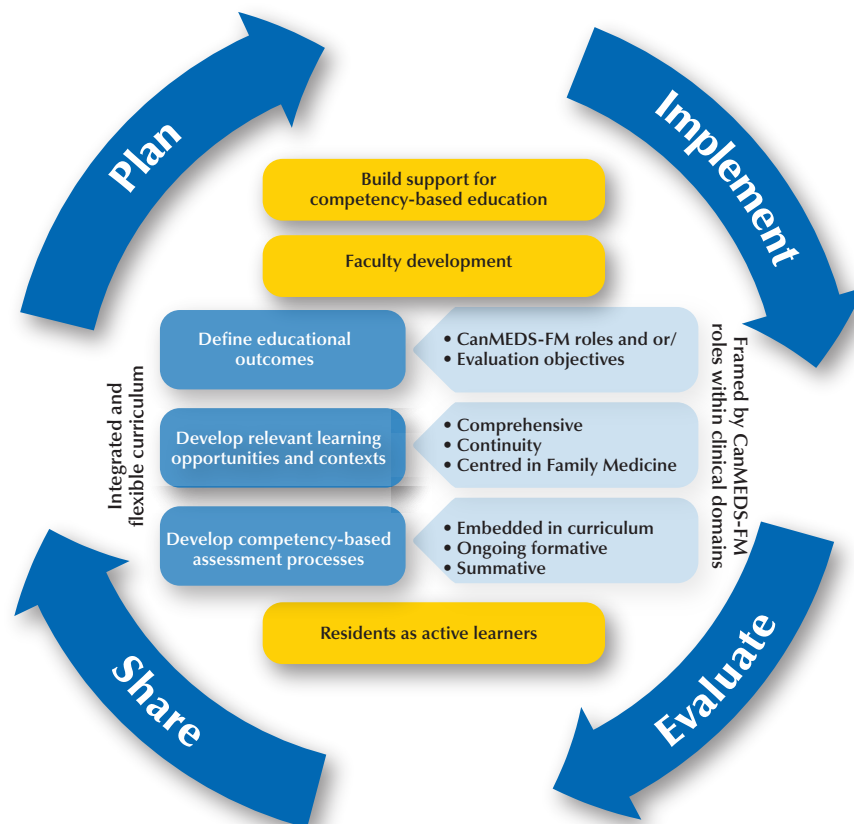 Plan
Implement
Build support for
competency-based education
Faculty development
Define educational
outcomes
• CanMEDS-FM roles and or/
• Evaluation objectives
Integrated and
flexible curriculum
Develop relevant learning
opportunities and contexts
• Comprehensive
• Continuity
• Centred in Family Medicine
Framed by CanMEDS-FM
roles within clinical domains
Develop competency-based
assessment processes
• Embedded in curriculum
• Ongoing formative
• Summative
Residents as active learners
Share
Evaluate